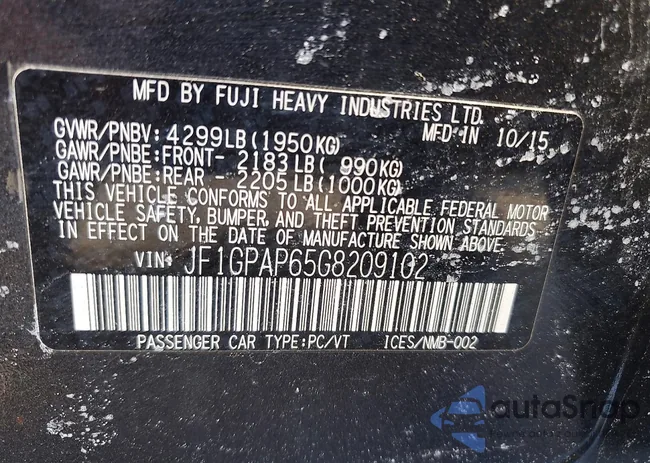 MFD BY FUJI HEAVY INDUSTRIES LTD.
MFD IN 10/15
GVWR/PNBV: 4299LB(1950KG)
GAWR/PNBE:FRONT- 2183LB( 990KG)
GAWR/PNBE:REAR - 2205LB(1000KG)
THIS VEHICLE CONFORMS TO ALL APPLICABLE FEDERAL MOTOR
VEHICLE SAFETY, BUMPER, AND THEFT PREVENTION STANDARDS
IN EFFECT ON THE DATE OF MANUFACTURE SHOWN ABOVE.
VIN: JF1GPAP65G8209102
PASSENGER CAR TYPE:PC/VT ICES/NMB-002
autoSnap